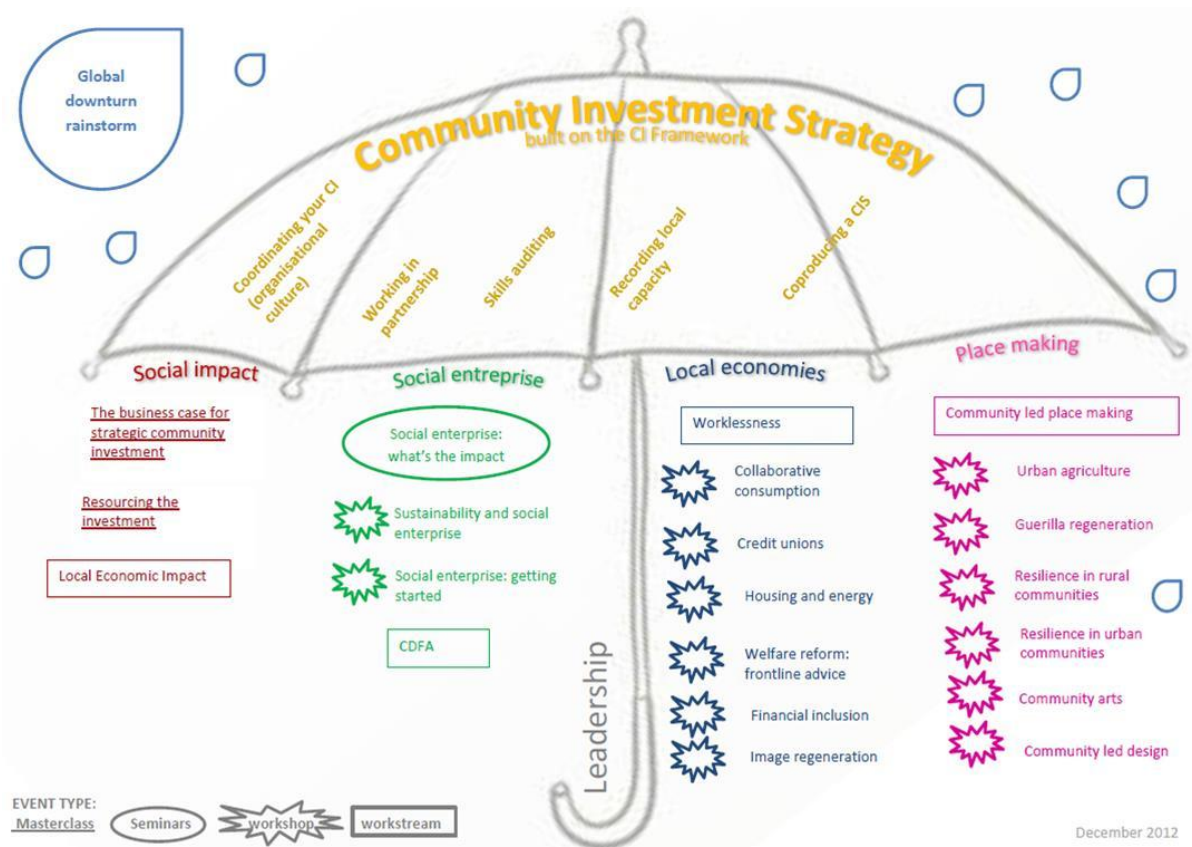 Global
downturn
rainstorm
Community Investment Strategy
built on the CI Framework
Coordinating your CI
(organisational
culture)
Working in
partnership
Skills auditing
Recording local
capacity
Coproducing a CIS
Social impact
The business case for
strategic community
investment
Resourcing the
investment
Local Economic Impact
Social entreprise
Social enterprise:
what's the impact
Sustainability and social
enterprise
Social enterprise: getting
started
CDFA
Leadership
Local economies
Worklessness
Collaborative
consumption
Credit unions
Housing and energy
Welfare reform:
frontline advice
Financial inclusion
Image regeneration
Place making
Community led place making
Urban agriculture
Guerilla regeneration
Resilience in rural
communities
Resilience in urban
communities
Community arts
Community led design
EVENT TYPE:
Masterclass
Seminars
workshop
workstream
December 2012